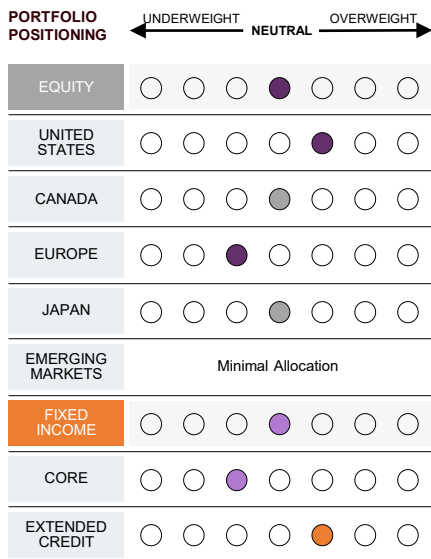 PORTFOLIO
POSITIONING
UNDERWEIGHT
NEUTRAL
OVERWEIGHT
EQUITY
UNITED
STATES
CANADA
EUROPE
JAPAN
EMERGING
MARKETS
Minimal Allocation
FIXED
INCOME
CORE
EXTENDED
CREDIT